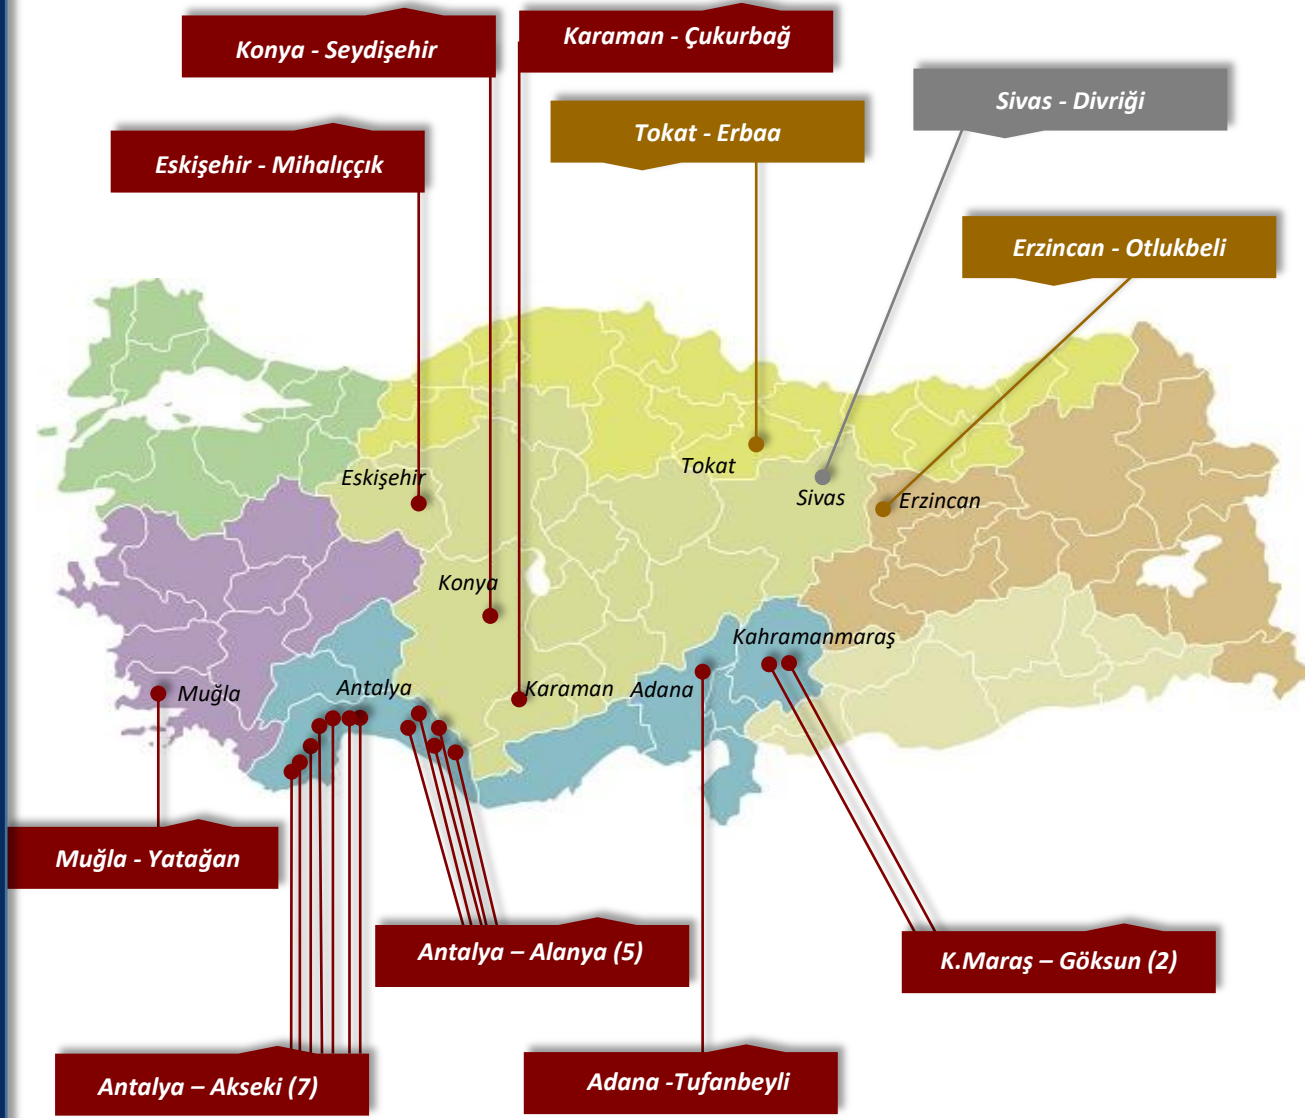 Konya - Seydişehir
Karaman - Çukurbağ
Sivas - Divriği
Tokat - Erbaa
Eskişehir - Mihalıççık
Erzincan - Otlukbeli
Eskişehir
Tokat
Sivas
Erzincan
Konya
Kahramanmaraş
Muğla
Antalya
Karaman
Adana
Muğla - Yatağan
Antalya – Alanya (5)
K.Maraş – Göksun (2)
Antalya – Akseki (7)
Adana -Tufanbeyli